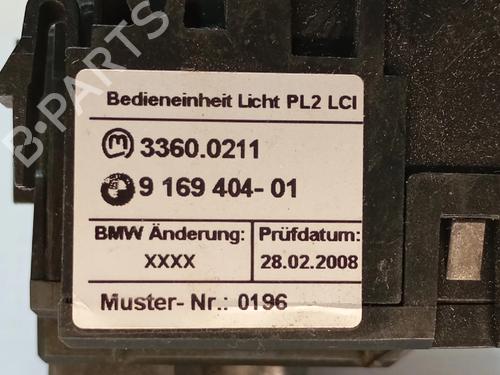 B-PARTS
Bedieneinheit Licht PL2 LCI
m 3360.0211
9 169 404-01
BMW Änderung:
XXXX
Prüfdatum:
28.02.2008
Muster- Nr.: 0196